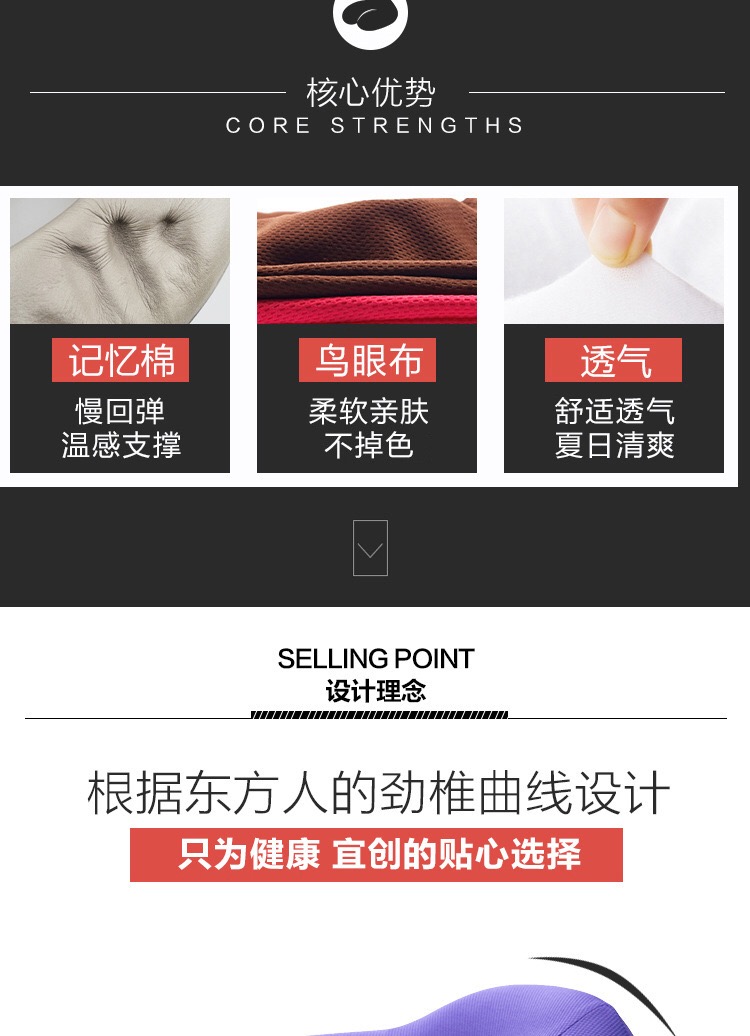 核心优势
CORE STRENGTHS
记忆棉
慢回弹
温感支撑
鸟眼布
柔软亲肤
不掉色
透气
舒适透气
夏日清爽
SELLING POINT
设计理念
根据东方人的劲椎曲线设计
只为健康 宜创的贴心选择